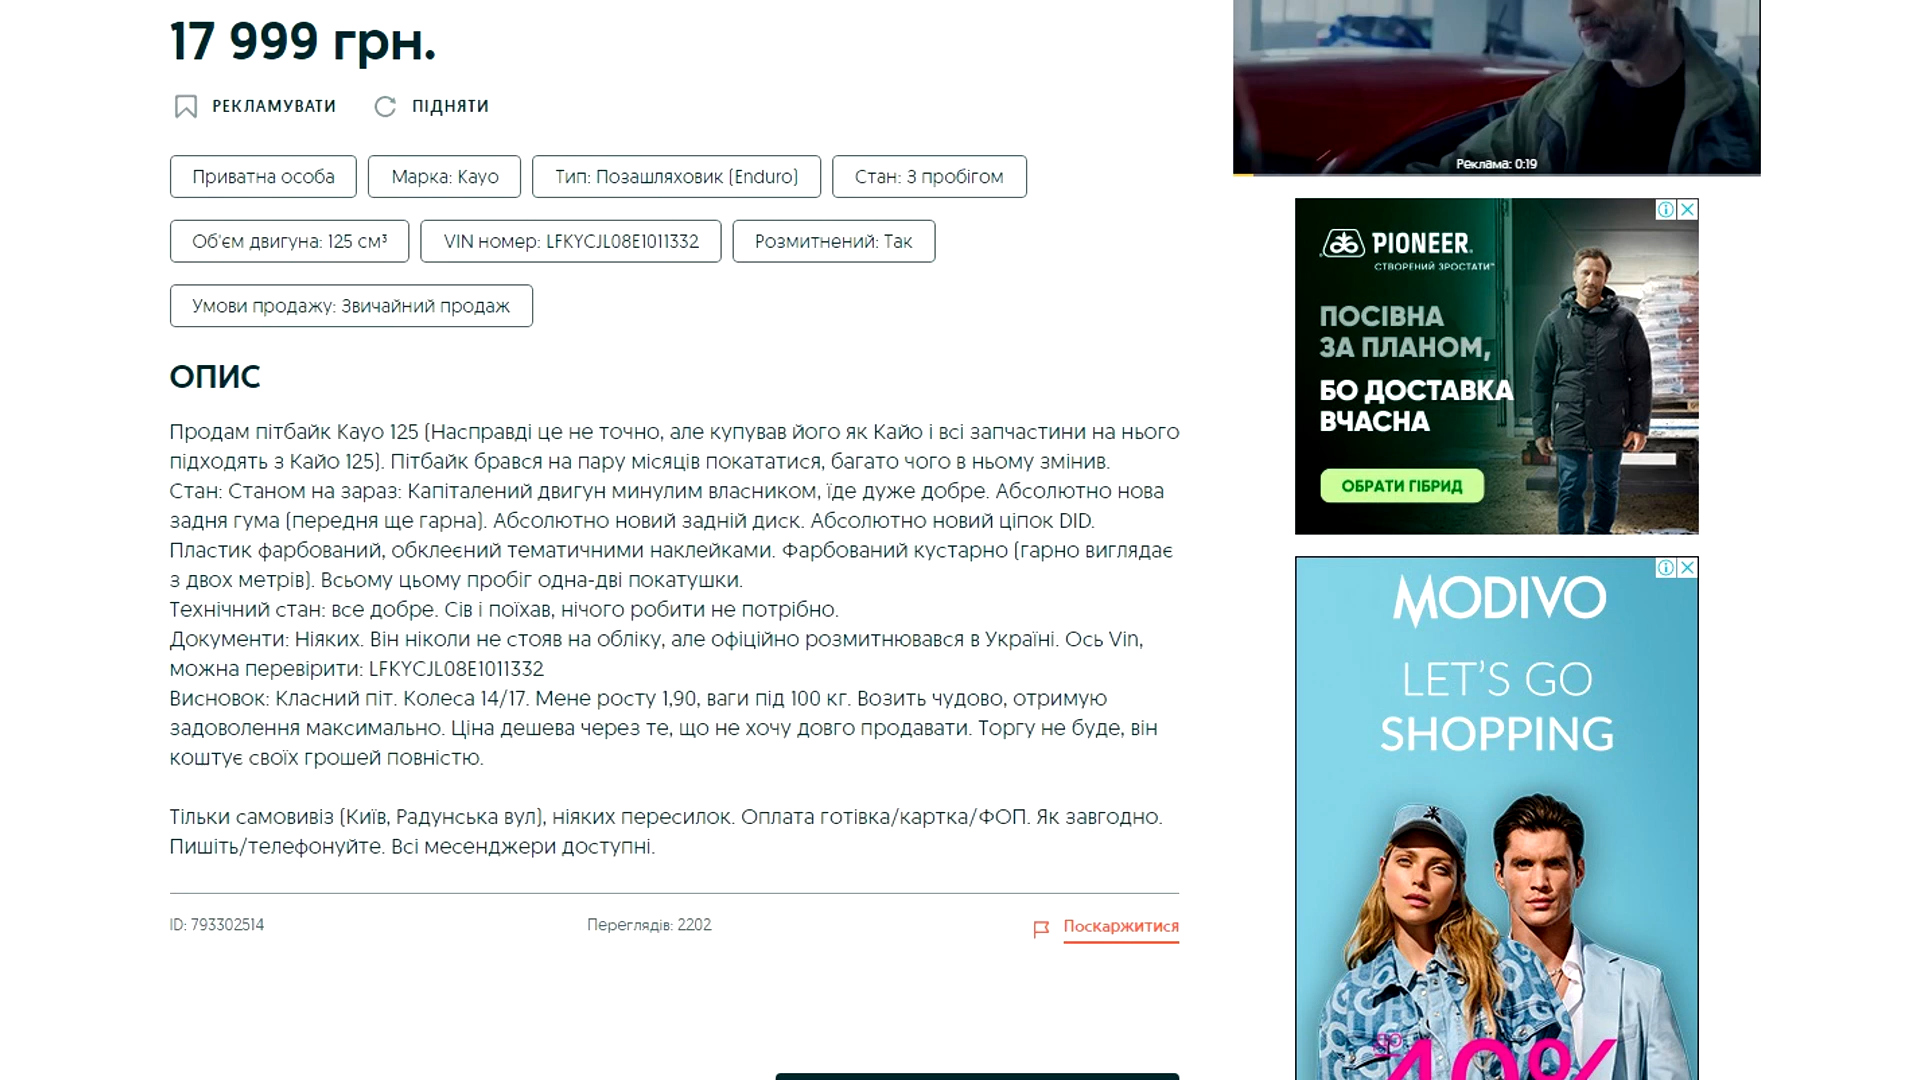 17 999 грн.
РЕКЛАМУВАТИ ПІДНЯТИ
Приватна особа Марка: Kayo Тип: Позашляховик (Enduro) Стан: З пробігом
Об'єм двигуна: 125 см³ VIN номер: LFKYCJL08E1011332 Розмитнений: Так
Умови продажу: Звичайний продаж
ОПИС
Продам пітбайк Kayo 125 (Насправді це не точно, але купував його як Кайо і всі запчастини на нього
підходять з Кайо 125). Пітбайк брався на пару місяців покататися, багато чого в ньому змінив.
Стан: Станом на зараз: Капіталений двигун минулим власником, їде дуже добре. Абсолютно нова
задня гума (передня ще гарна). Абсолютно новий задній диск. Абсолютно новий ціпок DID.
Пластик фарбований, обклеєний тематичними наклейками. Фарбований кустарно (гарно виглядає
з двох метрів). Всьому цьому пробіг одна-дві покатушки.
Технічний стан: все добре. Сів і поїхав, нічого робити не потрібно.
Документи: Ніяких. Він ніколи не стояв на обліку, але офіційно розмитнювався в Україні. Ось Vin,
можна перевірити: LFKYCJL08E1011332
Висновок: Класний піт. Колеса 14/17. Мене росту 1,90, ваги під 100 кг. Возить чудово, отримую
задоволення максимально. Ціна дешева через те, що не хочу довго продавати. Торгу не буде, він
коштує своїх грошей повністю.
Тільки самовивіз (Київ, Радунська вул), ніяких пересилок. Оплата готівка/картка/ФОП. Як завгодно.
Пишіть/телефонуйте. Всі месенджери доступні.
ID: 793302514 Переглядів: 2202 Поскаржитися
Реклама: 0:19
PIONEER.
СТВОРЕНИЙ ЗРОСТАТИ™
ПОСІВНА
ЗА ПЛАНОМ,
БО ДОСТАВКА
ВЧАСНА
ОБРАТИ ГІБРИД
MODIVO
LET'S GO
SHOPPING
до
-40%